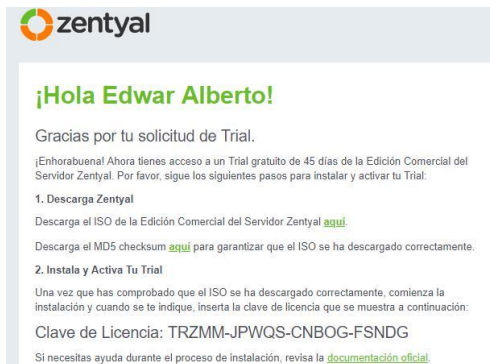 zentyal
¡Hola Edwar Alberto!
Gracias por tu solicitud de Trial.
¡Enhorabuena! Ahora tienes acceso a un Trial gratuito de 45 días de la Edición Comercial del
Servidor Zentyal. Por favor, sigue los siguientes pasos para instalar y activar tu Trial:
1. Descarga Zentyal
Descarga el ISO de la Edición Comercial del Servidor Zentyal aquí.
Descarga el MD5 checksum aquí para garantizar que el ISO se ha descargado correctamente.
2. Instala y Activa Tu Trial
Una vez que has comprobado que el ISO se ha descargado correctamente, comienza la
instalación y cuando se te indique, inserta la clave de licencia que se muestra a continuación:
Clave de Licencia: TRZMM-JPWQS-CNBOG-FSNDG
Si necesitas ayuda durante el proceso de instalación, revisa la documentación oficial.